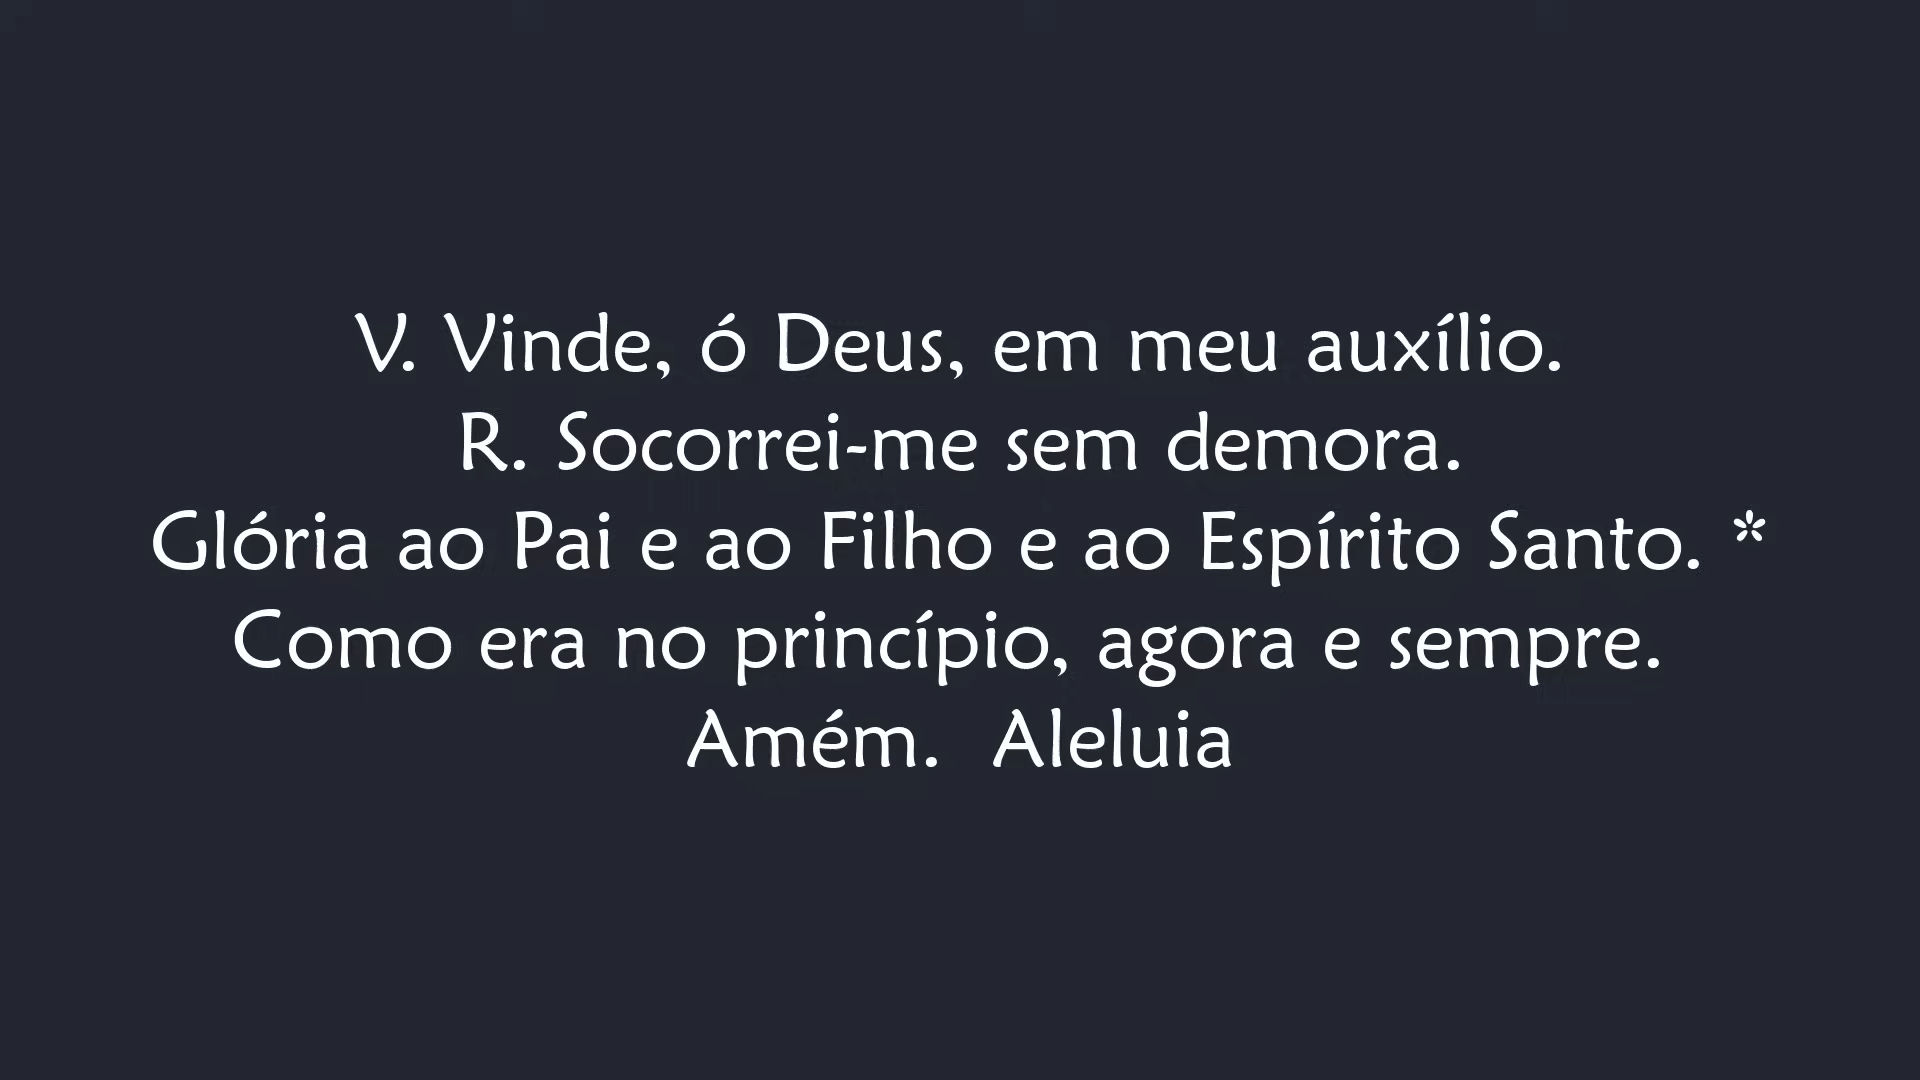 V. Vinde, ó Deus, em meu auxílio.
R. Socorrei-me sem demora.
Glória ao Pai e ao Filho e ao Espírito Santo. *
Como era no princípio, agora e sempre.
Amém.  Aleluia